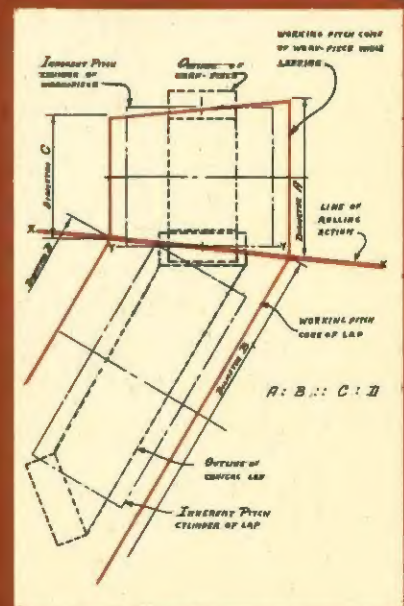 WORKING PITCH CONE
OF WORK-PIECE WHILE
LAPPING
INHERENT PITCH
CYLINDER OF
WORKPIECE
OUTLINE OF
WORK-PIECE
DIAMETER C
DIAMETER A
LINE OF
ROLLING
ACTION
X
X
Y
Y
DIAMETER D
WORKING PITCH
CONE OF LAP
DIAMETER B
A : B :: C : D
OUTLINE OF
CONICAL LAP
INHERENT PITCH
CYLINDER OF LAP